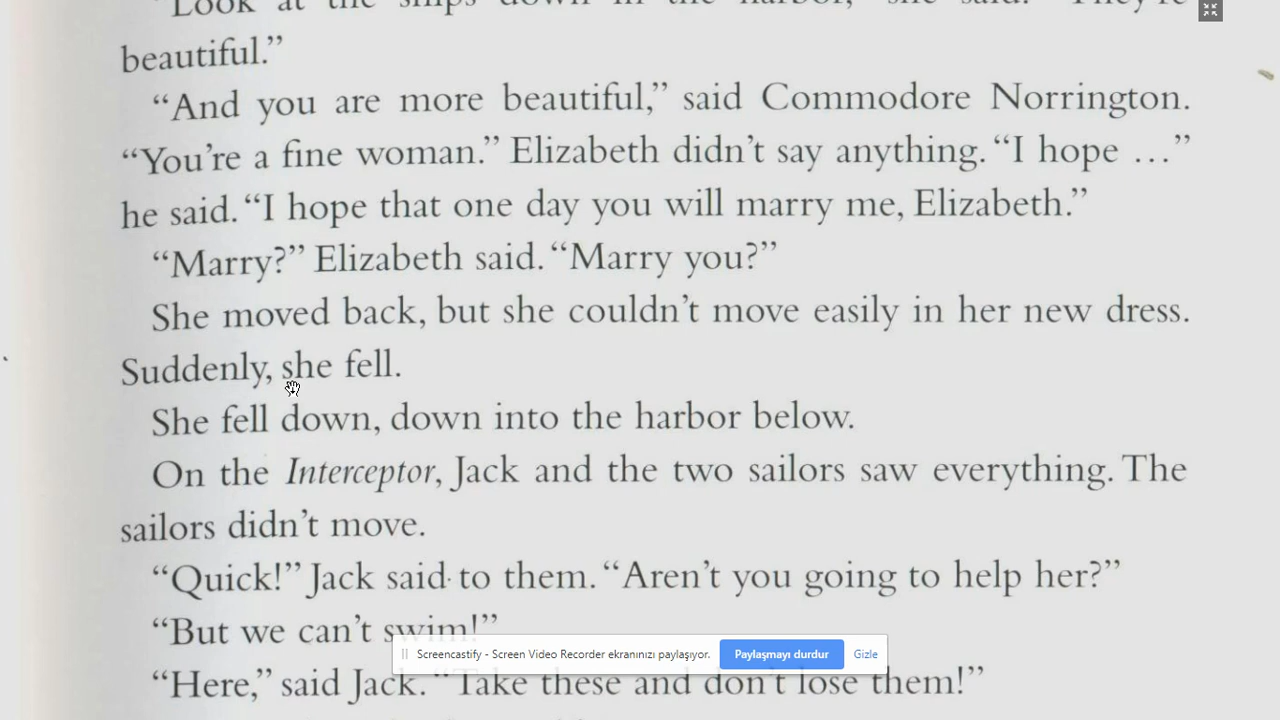 "Look at the ships down in the harbor," she said. "They're
beautiful."
"And you are more beautiful," said Commodore Norrington.
"You're a fine woman." Elizabeth didn't say anything. "I hope …"
he said. "I hope that one day you will marry me, Elizabeth."
"Marry?" Elizabeth said. "Marry you?"
She moved back, but she couldn't move easily in her new dress.
Suddenly, she fell.
She fell down, down into the harbor below.
On the Interceptor, Jack and the two sailors saw everything. The
sailors didn't move.
"Quick!" Jack said to them. "Aren't you going to help her?"
"But we can't swim!"
Screencastify - Screen Video Recorder ekranınızı paylaşıyor.
Paylaşmayı durdur
Gizle
"Here," said Jack. "Take these and don't lose them!"